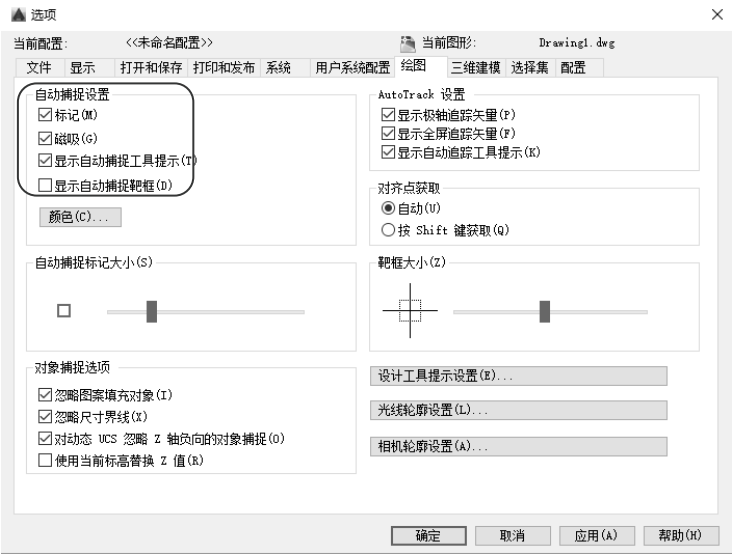 选项
当前配置: <<未命名配置>> 当前图形: Drawing1.dwg
文件 显示 打开和保存 打印和发布 系统 用户系统配置 绘图 三维建模 选择集 配置
自动捕捉设置
标记(M)
磁吸(G)
显示自动捕捉工具提示(T)
显示自动捕捉靶框(D)
颜色(C)...
AutoTrack 设置
显示极轴追踪矢量(P)
显示全屏追踪矢量(F)
显示自动追踪工具提示(K)
对齐点获取
自动(U)
按 Shift 键获取(Q)
自动捕捉标记大小(S)
靶框大小(Z)
对象捕捉选项
忽略图案填充对象(I)
忽略尺寸界线(X)
对动态 UCS 忽略 Z 轴负向的对象捕捉(O)
使用当前标高替换 Z 值(R)
设计工具提示设置(E)...
光线轮廓设置(L)...
相机轮廓设置(A)...
确定 取消 应用(A) 帮助(H)